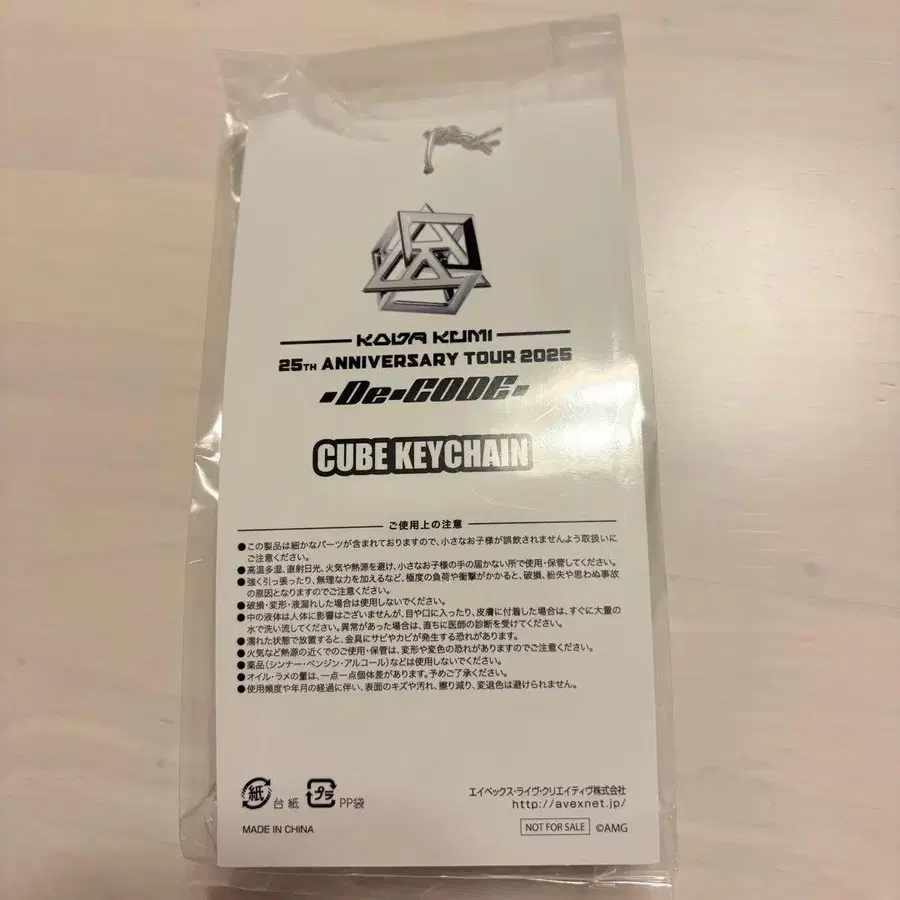 KODA KUMI
25TH ANNIVERSARY TOUR 2025
-De-CODE-
CUBE KEYCHAIN
ご使用上の注意
●この製品は細かなパーツが含まれておりますので、小さなお子様が誤飲されませんよう取扱いに
ご注意ください。
●高温多湿、直射日光、火気や熱源を避け、小さなお子様の手の届かない所で使用・保管してください。
●強く引っ張ったり、無理な力を加えるなど、極度の負荷や衝撃がかかると、破損、紛失や思わぬ事故
の原因となりますのでご注意ください。
●破損・変形・液漏れした場合は使用しないでください。
●中の液体は人体に影響はございませんが、目や口に入ったり、皮膚に付着した場合は、すぐに大量の
水で洗い流してください。異常があった場合は、直ちに医師の診断を受けてください。
●濡れた状態で放置すると、金具にサビやカビが発生する恐れがあります。
●火気など熱源の近くでのご使用・保管は、変形や変色の恐れがありますのでご注意ください。
●薬品(シンナー・ベンジン・アルコール)などは使用しないでください。
●オイル・ラメの量は、一点一点個体差があります。予めご了承ください。
●使用頻度や年月の経過に伴い、表面のキズや汚れ、擦り減り、変退色は避けられません。
紙 台紙 プラ PP袋
エイベックス・ライヴ・クリエイティヴ株式会社
http://avexnet.jp/
MADE IN CHINA
NOT FOR SALE ©AMG